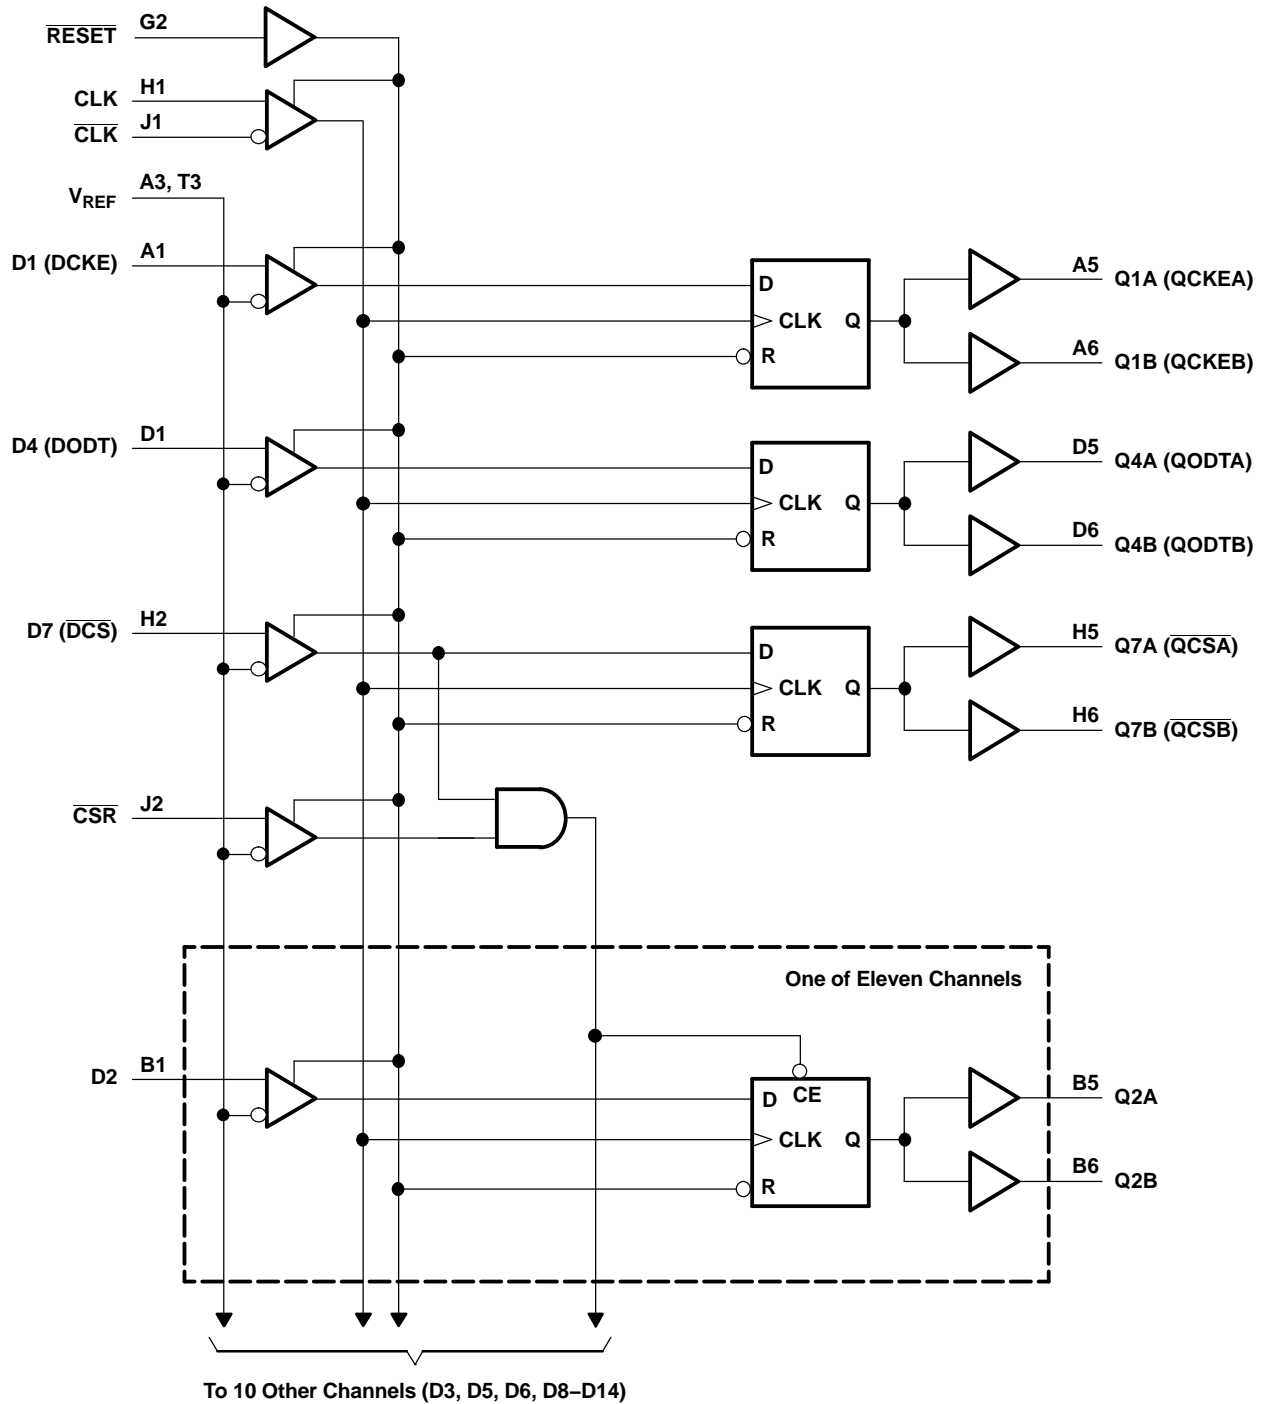 RESET G2
CLK H1
CLK J1
VREF A3, T3
D1 (DCKE) A1
D CLK Q R
A5 Q1A (QCKEA)
A6 Q1B (QCKEB)
D4 (DODT) D1
D CLK Q R
D5 Q4A (QODTA)
D6 Q4B (QODTB)
D7 (DCS) H2
D CLK Q R
H5 Q7A (QCSA)
H6 Q7B (QCSB)
CSR J2
One of Eleven Channels
D2 B1
D CE CLK Q R
B5 Q2A
B6 Q2B
To 10 Other Channels (D3, D5, D6, D8−D14)